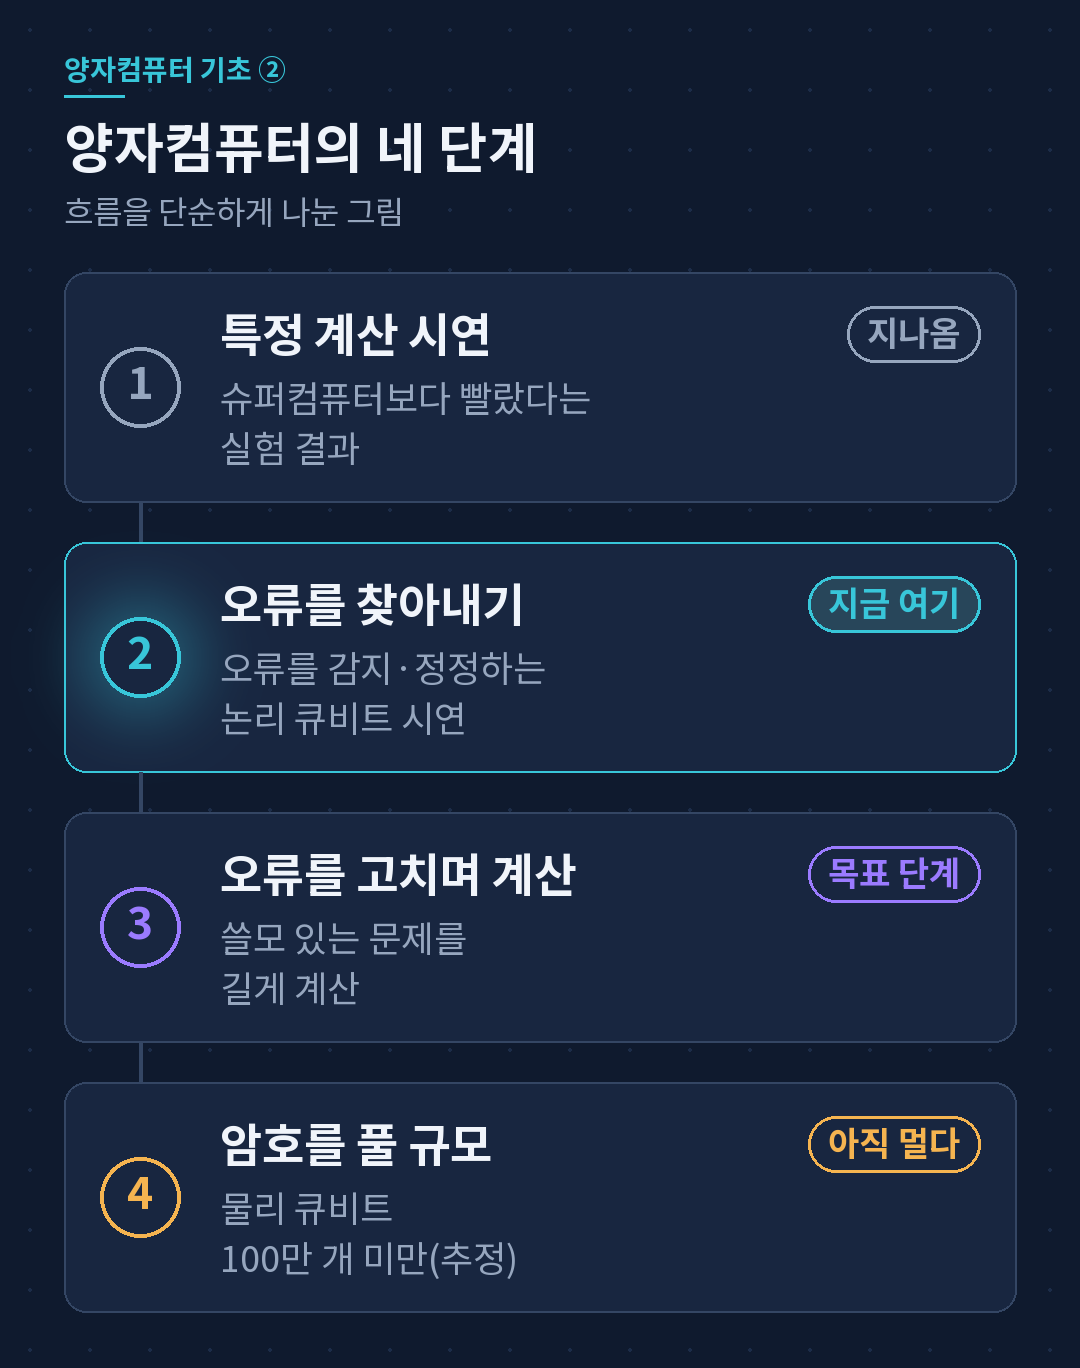 양자컴퓨터 기초 ②
양자컴퓨터의 네 단계
흐름을 단순하게 나눈 그림
1
특정 계산 시연
지나옴
슈퍼컴퓨터보다 빨랐다는
실험 결과
2
오류를 찾아내기
지금 여기
오류를 감지·정정하는
논리 큐비트 시연
3
오류를 고치며 계산
목표 단계
쓸모 있는 문제를
길게 계산
4
암호를 풀 규모
아직 멀다
물리 큐비트
100만 개 미만(추정)